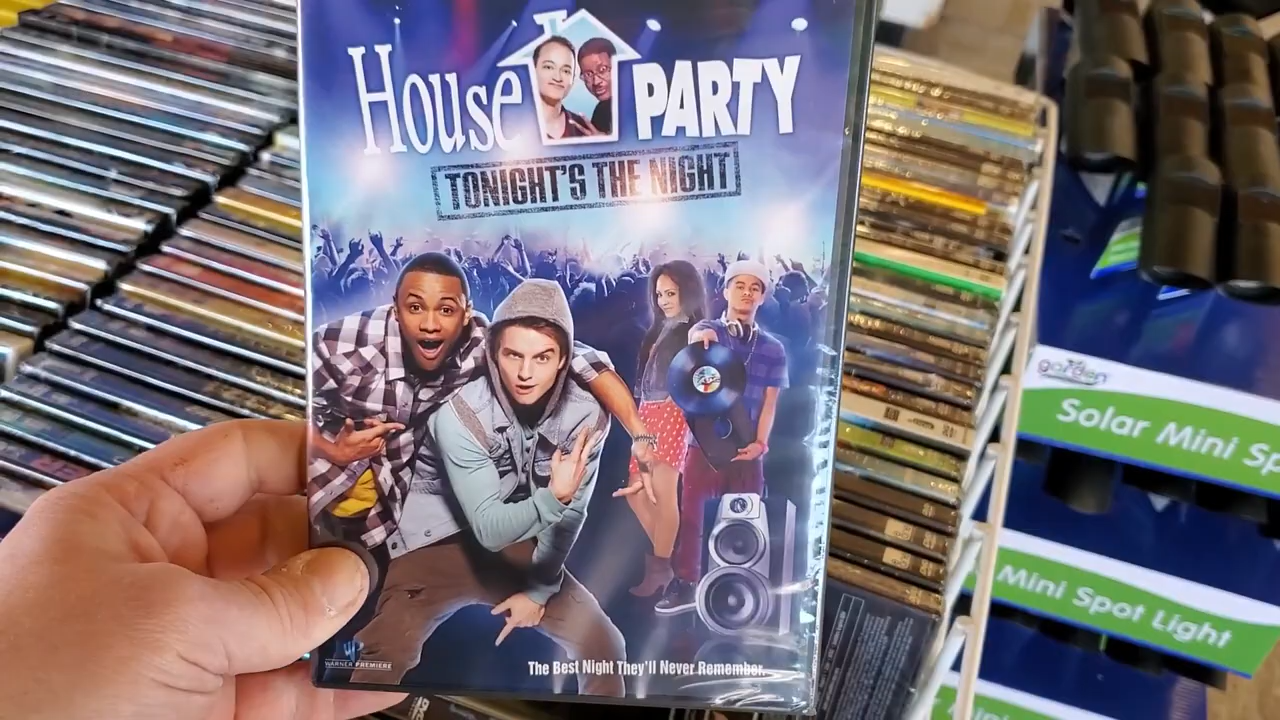 House PARTY
TONIGHT'S THE NIGHT
WARNER PREMIERE
The Best Night They'll Never Remember.
garden
Solar Mini Sp
Mini Spot Light